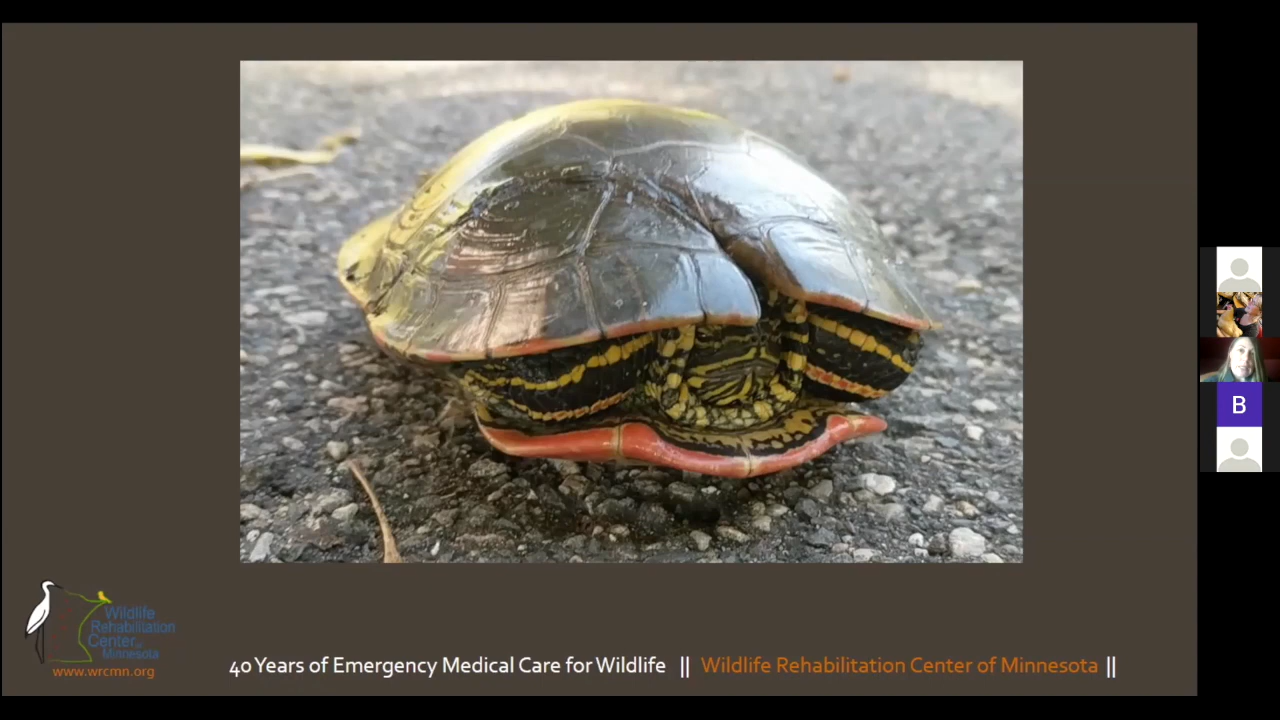 Wildlife
Rehabilitation
Center of
Minnesota
www.wrcmn.org
40 Years of Emergency Medical Care for Wildlife || Wildlife Rehabilitation Center of Minnesota ||
B